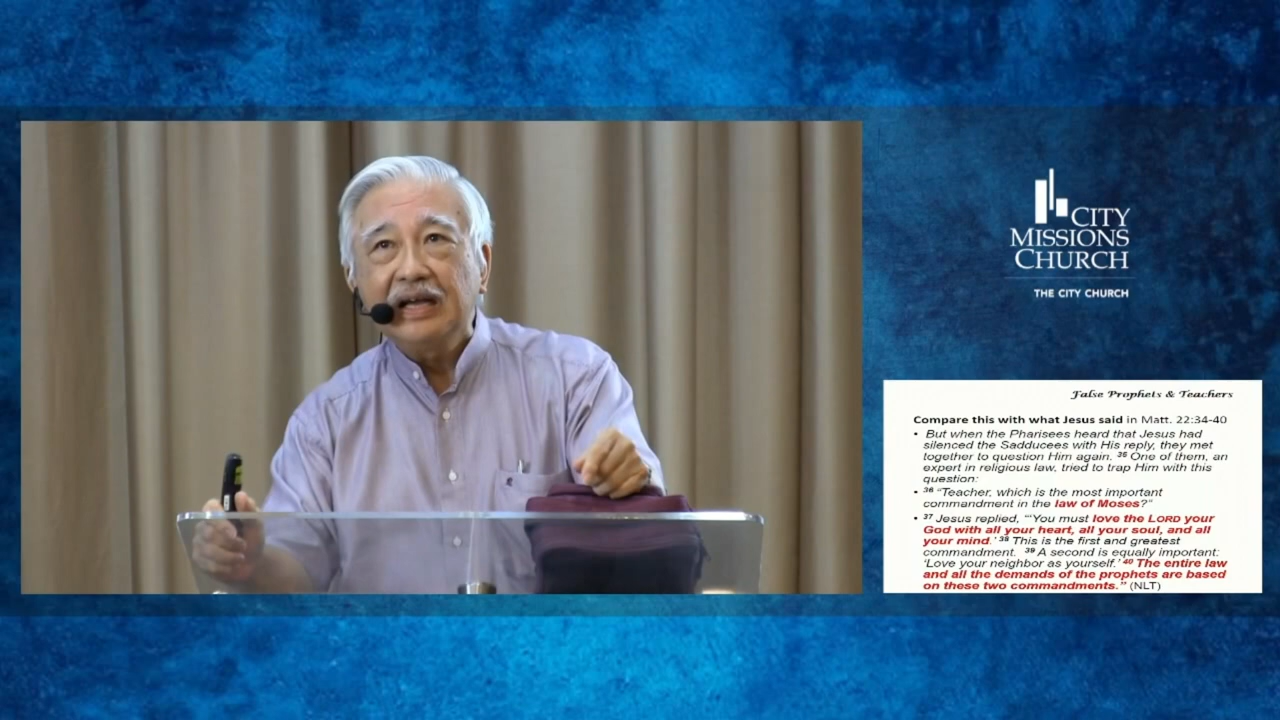 CITY
MISSIONS
CHURCH
THE CITY CHURCH
False Prophets & Teachers
Compare this with what Jesus said in Matt. 22:34-40
• But when the Pharisees heard that Jesus had
silenced the Sadducees with His reply, they met
together to question Him again. 35 One of them, an
expert in religious law, tried to trap Him with this
question:
• 36 “Teacher, which is the most important
commandment in the law of Moses?”
• 37 Jesus replied, “‘You must love the LORD your
God with all your heart, all your soul, and all
your mind.’ 38 This is the first and greatest
commandment. 39 A second is equally important:
‘Love your neighbor as yourself.’ 40 The entire law
and all the demands of the prophets are based
on these two commandments.” (NLT)